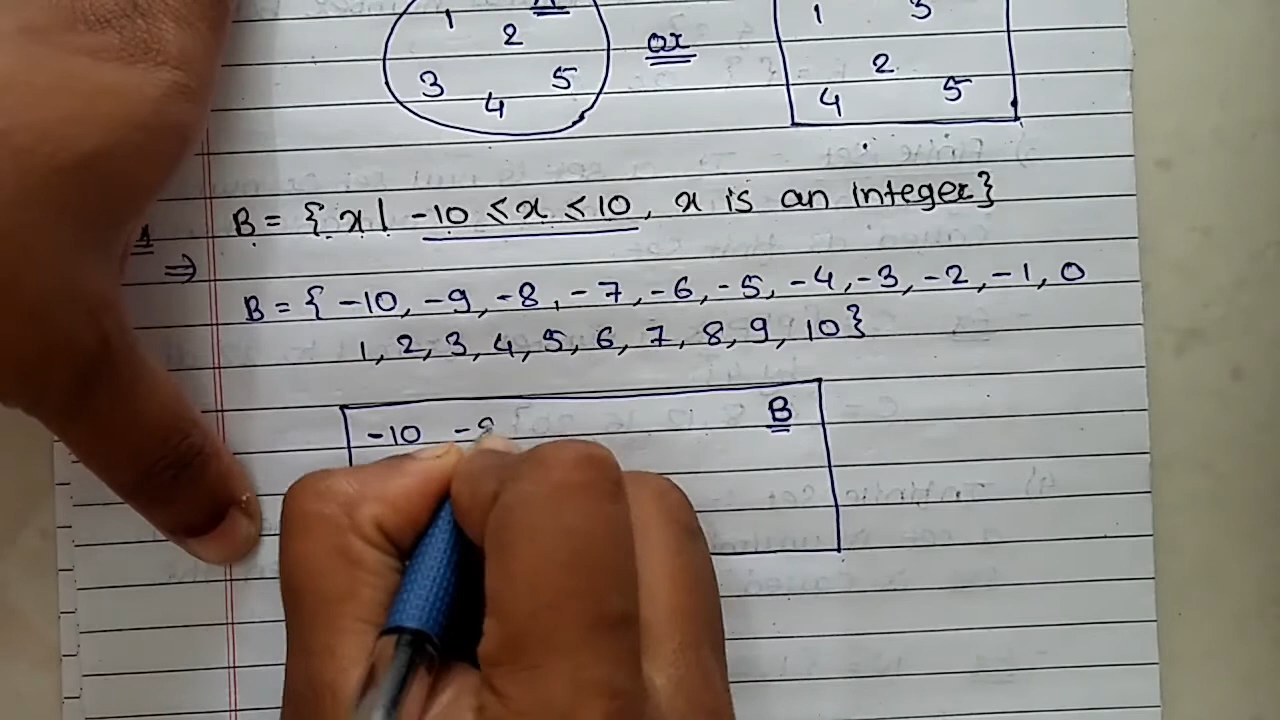 1 A 1 3
2 or
3 5 2
4 4 5
B = { x | -10 ≤ x ≤ 10, x is an integer}
⇒
B = { -10, -9, -8, -7, -6, -5, -4, -3, -2, -1, 0
1, 2, 3, 4, 5, 6, 7, 8, 9, 10}
B
-10 -9